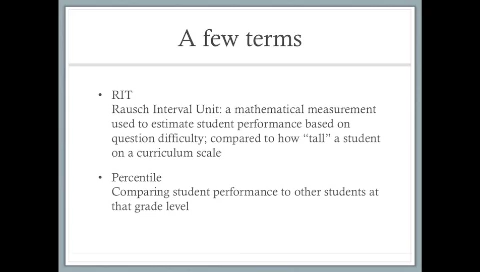 A few terms
• RIT
Rausch Interval Unit: a mathematical measurement
used to estimate student performance based on
question difficulty; compared to how “tall” a student
on a curriculum scale
• Percentile
Comparing student performance to other students at
that grade level